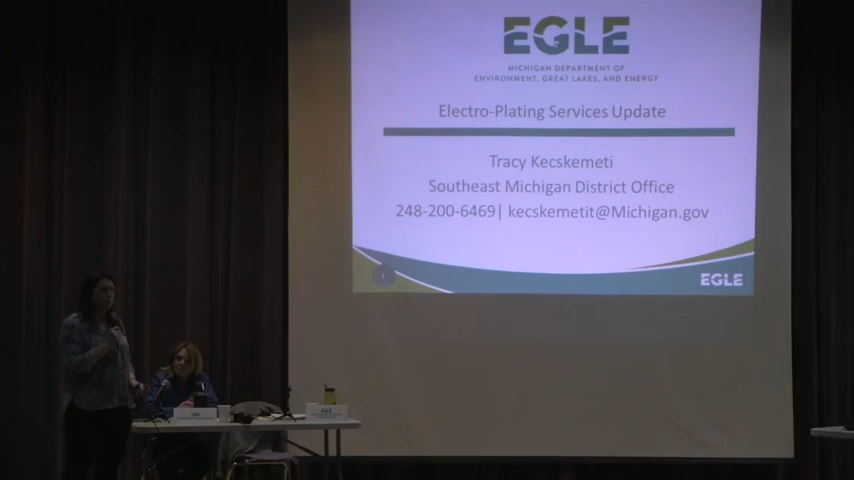 EGLE
MICHIGAN DEPARTMENT OF
ENVIRONMENT, GREAT LAKES, AND ENERGY
Electro-Plating Services Update
Tracy Kecskemeti
Southeast Michigan District Office
248-200-6469| kecskemetit@Michigan.gov
EGLE
EGLE